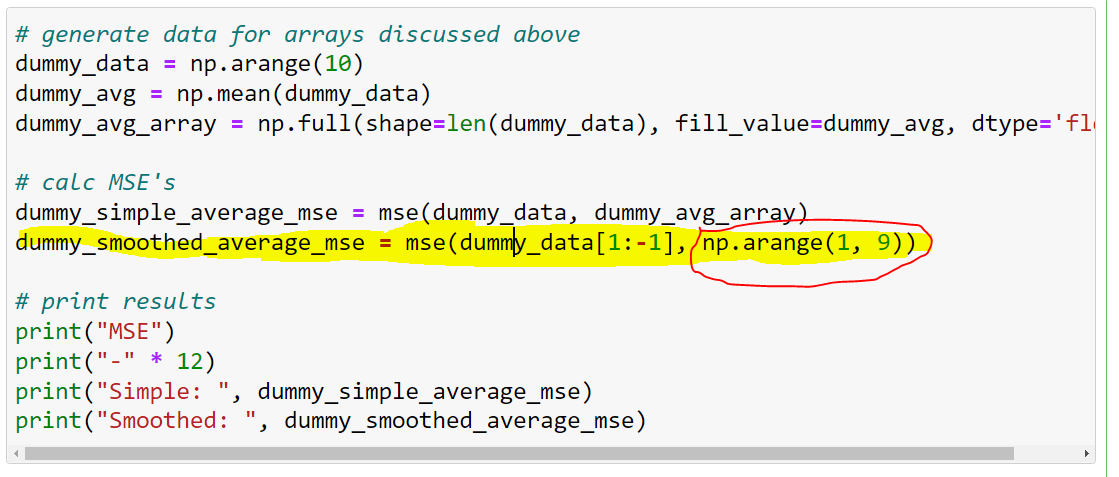 # generate data for arrays discussed above
dummy_data = np.arange(10)
dummy_avg = np.mean(dummy_data)
dummy_avg_array = np.full(shape=len(dummy_data), fill_value=dummy_avg, dtype='flo
# calc MSE's
dummy_simple_average_mse = mse(dummy_data, dummy_avg_array)
dummy_smoothed_average_mse = mse(dummy_data[1:-1], np.arange(1, 9))
# print results
print("MSE")
print("-" * 12)
print("Simple: ", dummy_simple_average_mse)
print("Smoothed: ", dummy_smoothed_average_mse)